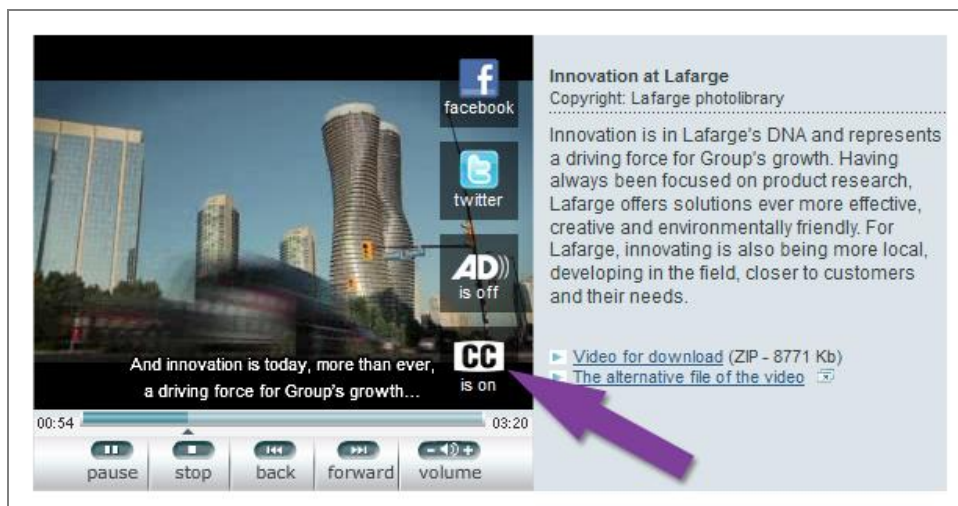 facebook
twitter
AD
is off
CC
is on
And innovation is today, more than ever,
a driving force for Group's growth...
00:54
03:20
pause
stop
back
forward
volume
Innovation at Lafarge
Copyright: Lafarge photolibrary
Innovation is in Lafarge's DNA and represents
a driving force for Group's growth. Having
always been focused on product research,
Lafarge offers solutions ever more effective,
creative and environmentally friendly. For
Lafarge, innovating is also being more local,
developing in the field, closer to customers
and their needs.
Video for download (ZIP - 8771 Kb)
The alternative file of the video